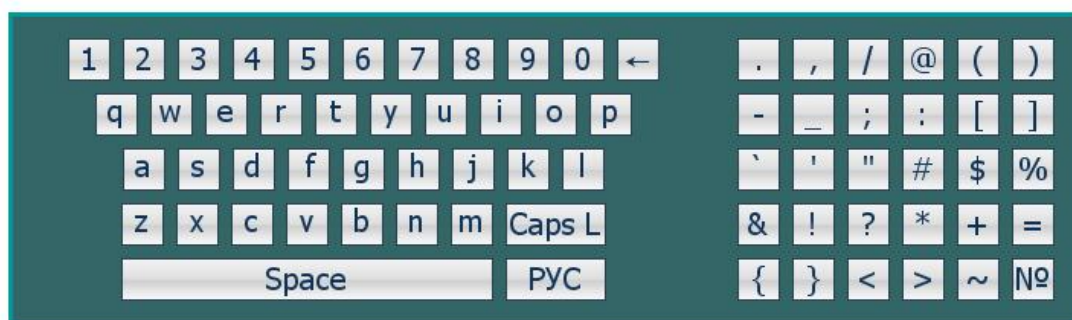 1 2 3 4 5 6 7 8 9 0 ← . , / @ ( )
q w e r t y u i o p - _ ; : [ ]
a s d f g h j k l ` ' " # $ %
z x c v b n m Caps L & ! ? * + =
Space РУС { } < > ~ №